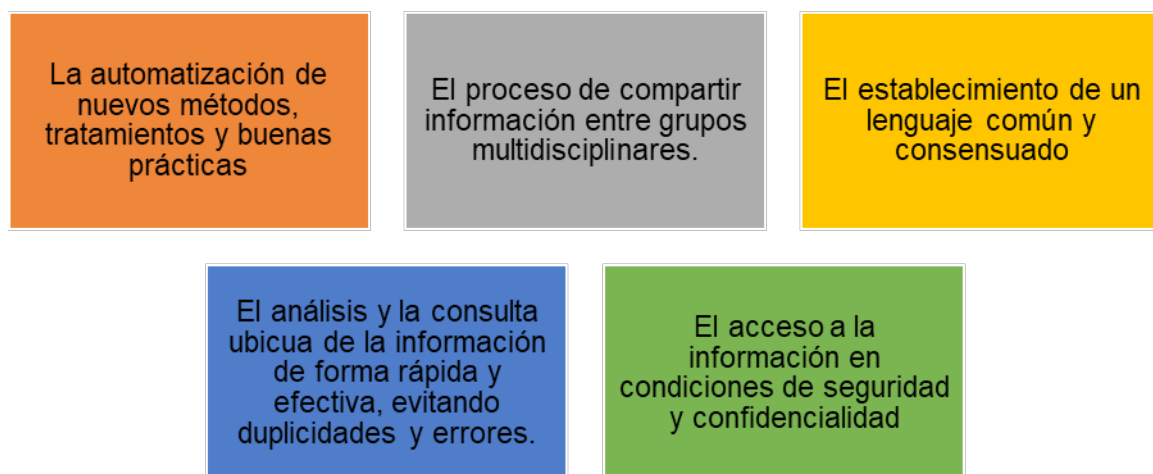 La automatización de
nuevos métodos,
tratamientos y buenas
prácticas
El proceso de compartir
información entre grupos
multidisciplinares.
El establecimiento de un
lenguaje común y
consensuado
El análisis y la consulta
ubicua de la información
de forma rápida y
efectiva, evitando
duplicidades y errores.
El acceso a la
información en
condiciones de seguridad
y confidencialidad